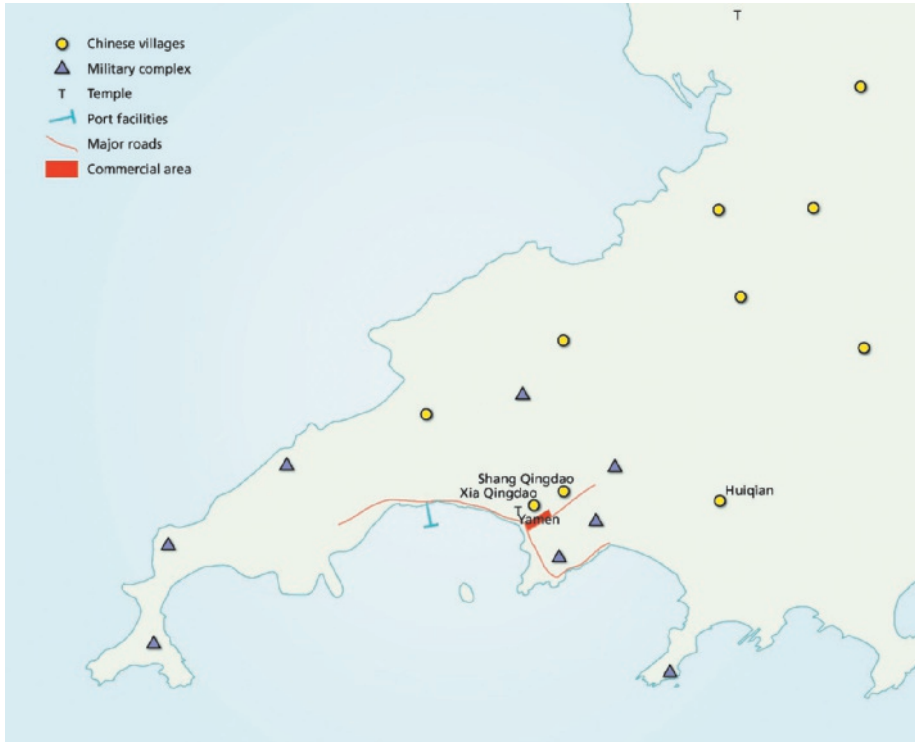 T
Chinese villages
Military complex
T Temple
Port facilities
Major roads
Commercial area
Shang Qingdao
Xia Qingdao
Huiqian
T
Yamen